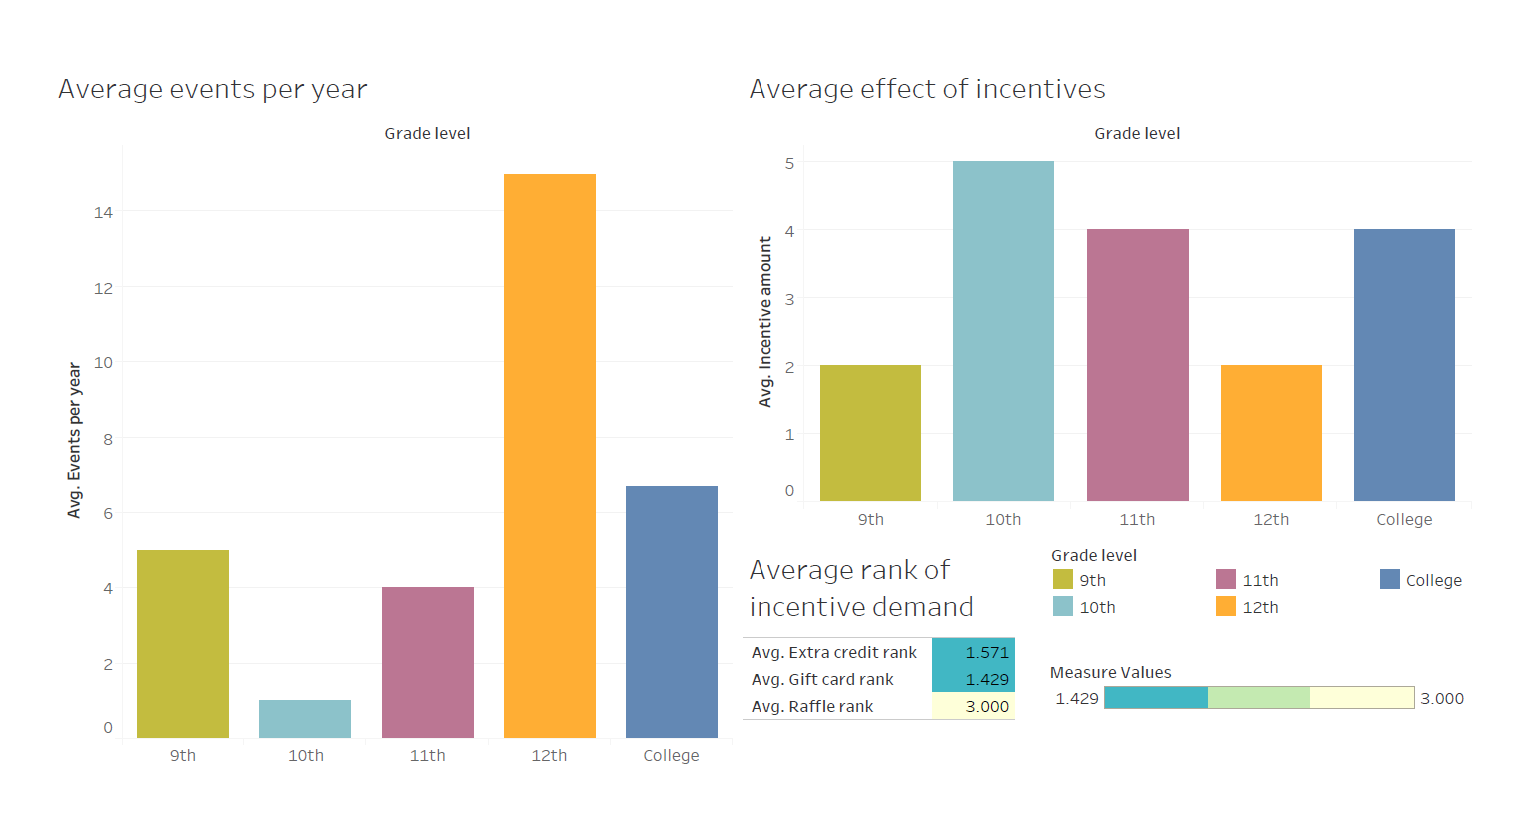 Average events per year
Grade level
Avg. Events per year
14
12
10
8
6
4
2
0
9th
10th
11th
12th
College
Average effect of incentives
Grade level
Avg. Incentive amount
5
4
3
2
1
0
9th
10th
11th
12th
College
Average rank of
incentive demand
Avg. Extra credit rank 1.571
Avg. Gift card rank 1.429
Avg. Raffle rank 3.000
Grade level
9th 11th College
10th 12th
Measure Values
1.429 3.000